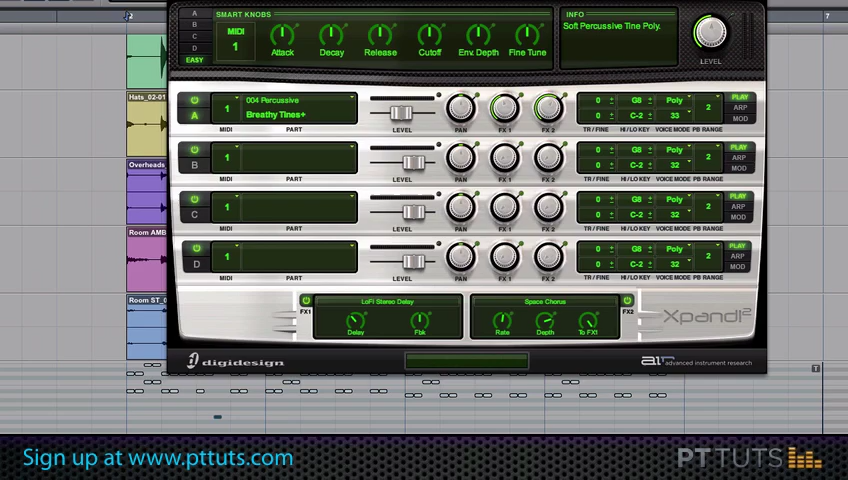 2
7
A
B
C
D
EASY
SMART KNOBS
MIDI
1
Attack
Decay
Release
Cutoff
Env. Depth
Fine Tune
INFO
Soft Percussive Tine Poly.
LEVEL
Hats_02-01
Overheads_
Room AMB
Room ST_0
A
1
MIDI
004 Percussive
Breathy Tines+
PART
LEVEL
PAN
FX 1
FX 2
0
0
TR / FINE
G8
C-2
HI / LO KEY
Poly
33
VOICE MODE
2
PB RANGE
PLAY
ARP
MOD
B
1
MIDI
PART
LEVEL
PAN
FX 1
FX 2
0
0
TR / FINE
G8
C-2
HI / LO KEY
Poly
32
VOICE MODE
2
PB RANGE
PLAY
ARP
MOD
C
1
MIDI
PART
LEVEL
PAN
FX 1
FX 2
0
0
TR / FINE
G8
C-2
HI / LO KEY
Poly
32
VOICE MODE
2
PB RANGE
PLAY
ARP
MOD
D
1
MIDI
PART
LEVEL
PAN
FX 1
FX 2
0
0
TR / FINE
G8
C-2
HI / LO KEY
Poly
32
VOICE MODE
2
PB RANGE
PLAY
ARP
MOD
FX1
LoFi Stereo Delay
Delay
Fbk
Space Chorus
Rate
Depth
To FX1
FX2
Xpand!2
digidesign
air advanced instrument research
T
Sign up at www.pttuts.com
PTTUTS